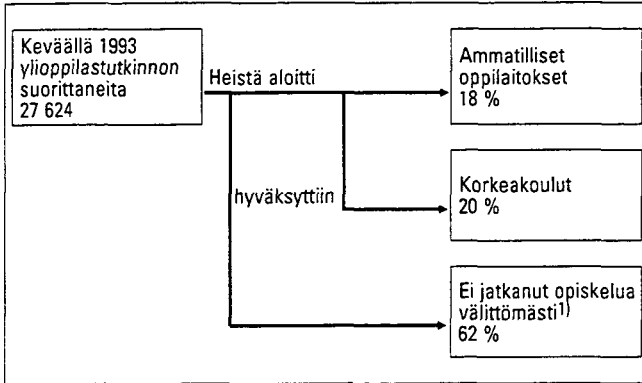 Keväällä 1993
ylioppilastutkinnon
suorittaneita
27 624
Heistä aloitti
hyväksyttiin
Ammatilliset
oppilaitokset
18 %
Korkeakoulut
20 %
Ei jatkanut opiskelua
välittömästi1)
62 %